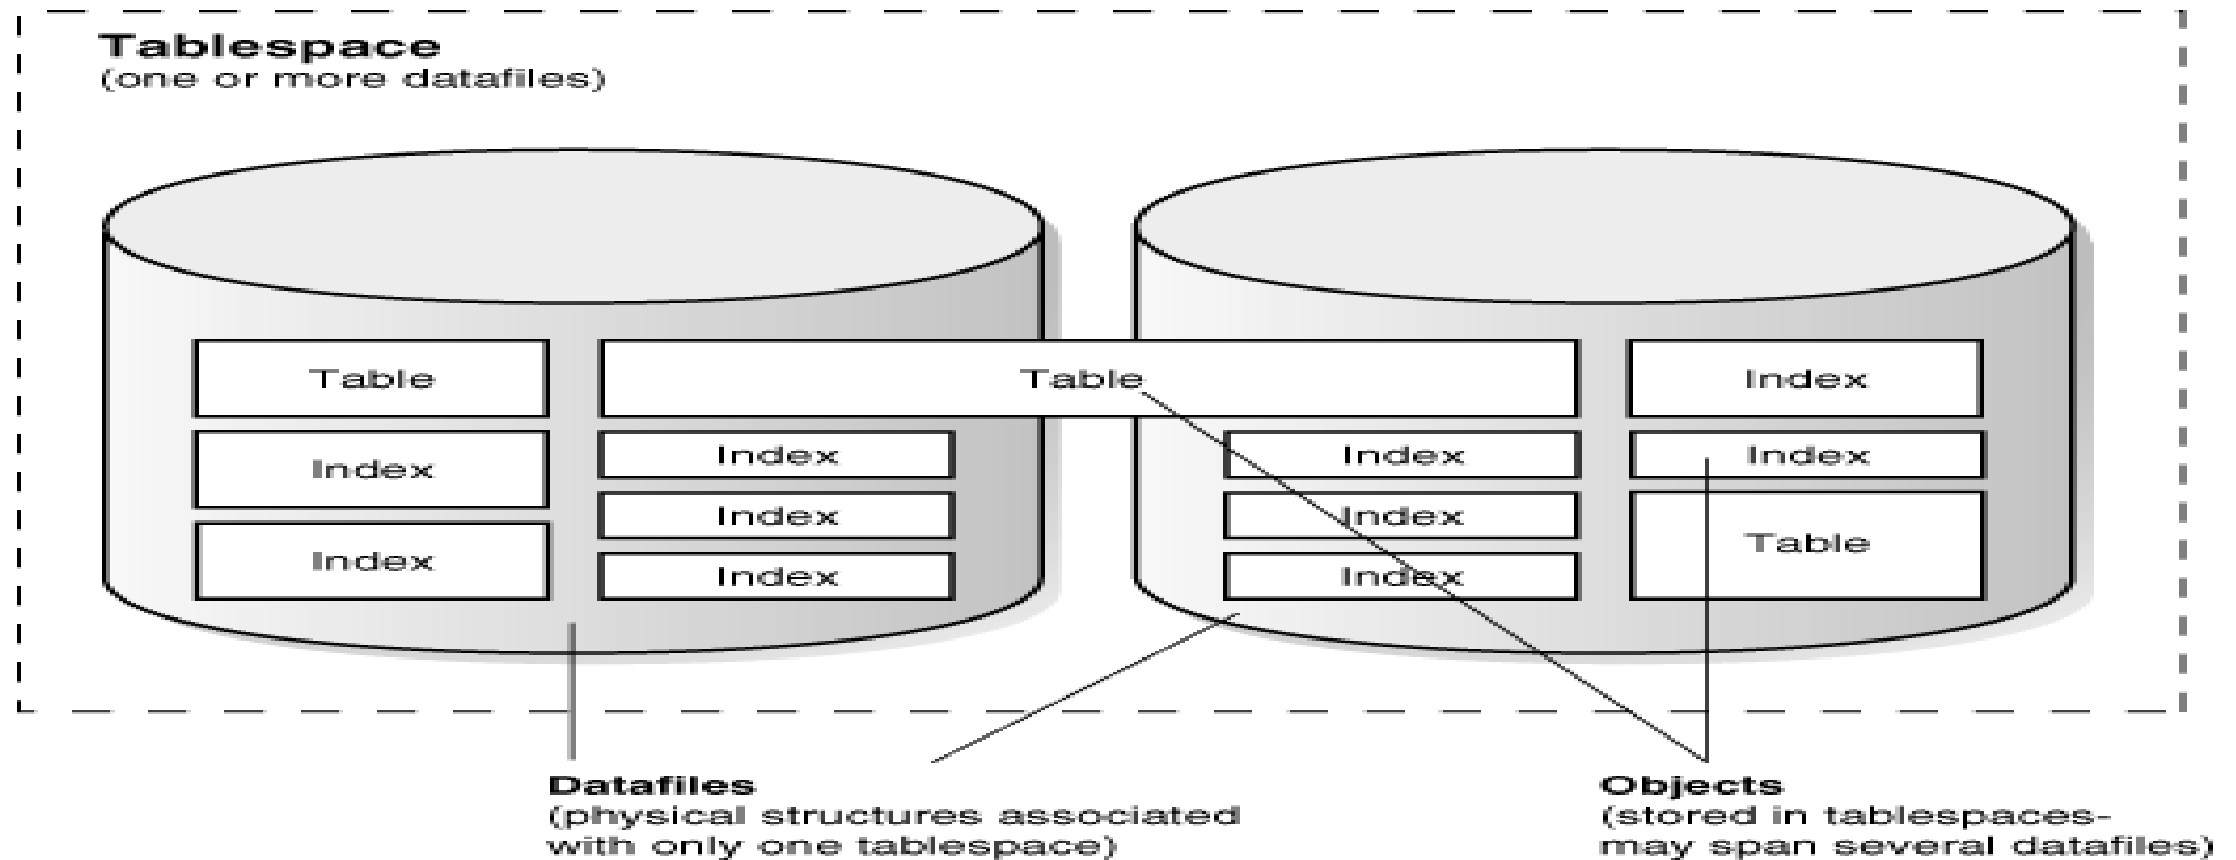 Tablespace
(one or more datafiles)
Table
Table
Index
Index
Index
Index
Index
Index
Index
Index
Table
Index
Index
Index
Datafiles
(physical structures associated
with only one tablespace)
Objects
(stored in tablespaces-
may span several datafiles)